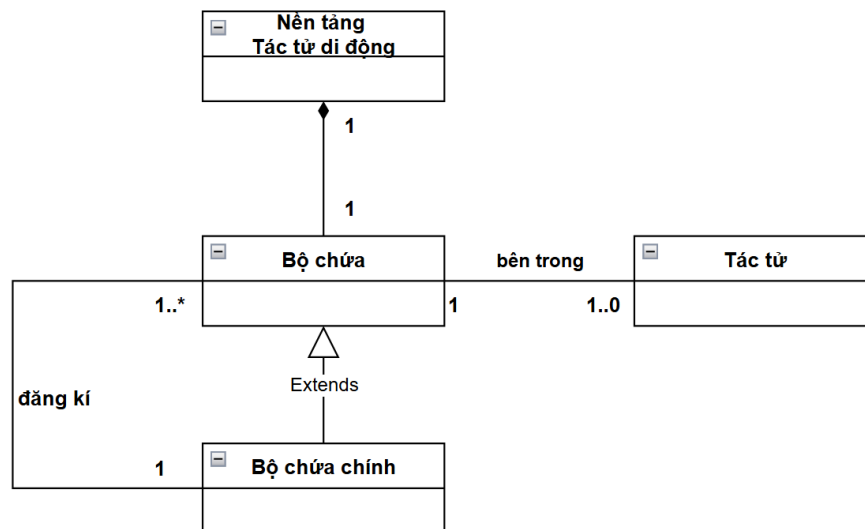 Nền tảng
Tác tử di động
1
1
Bộ chứa
bên trong
Tác tử
1..*
1
1..0
Extends
đăng kí
1
Bộ chứa chính